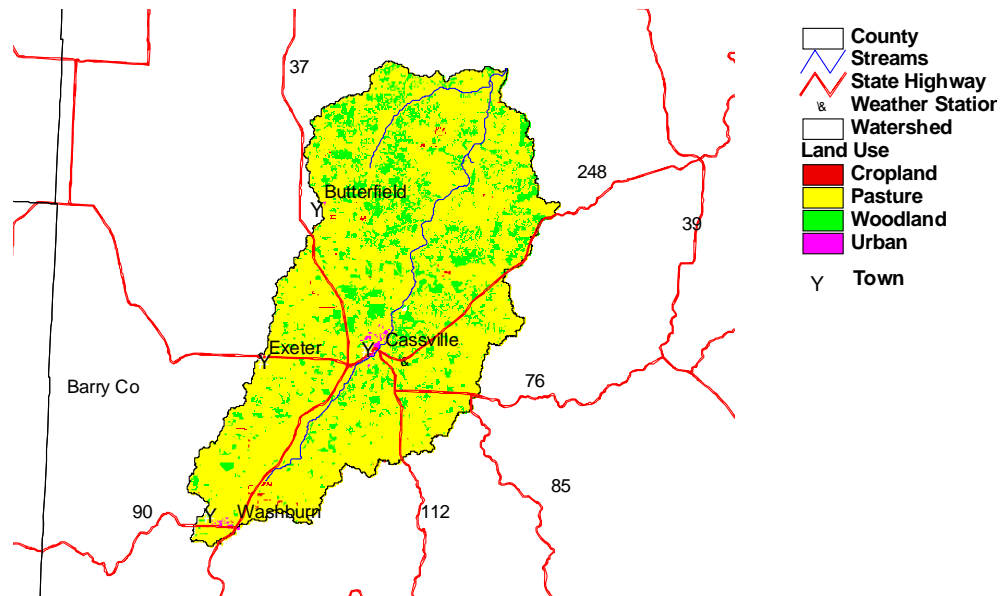 County
Streams
State Highway
& Weather Station
Watershed
Land Use
Cropland
Pasture
Woodland
Urban
Y Town
37
248
Butterfield
Y
39
Cassville
Y
&
Exeter
Y
76
Barry Co
85
90
Y
Washburn
112